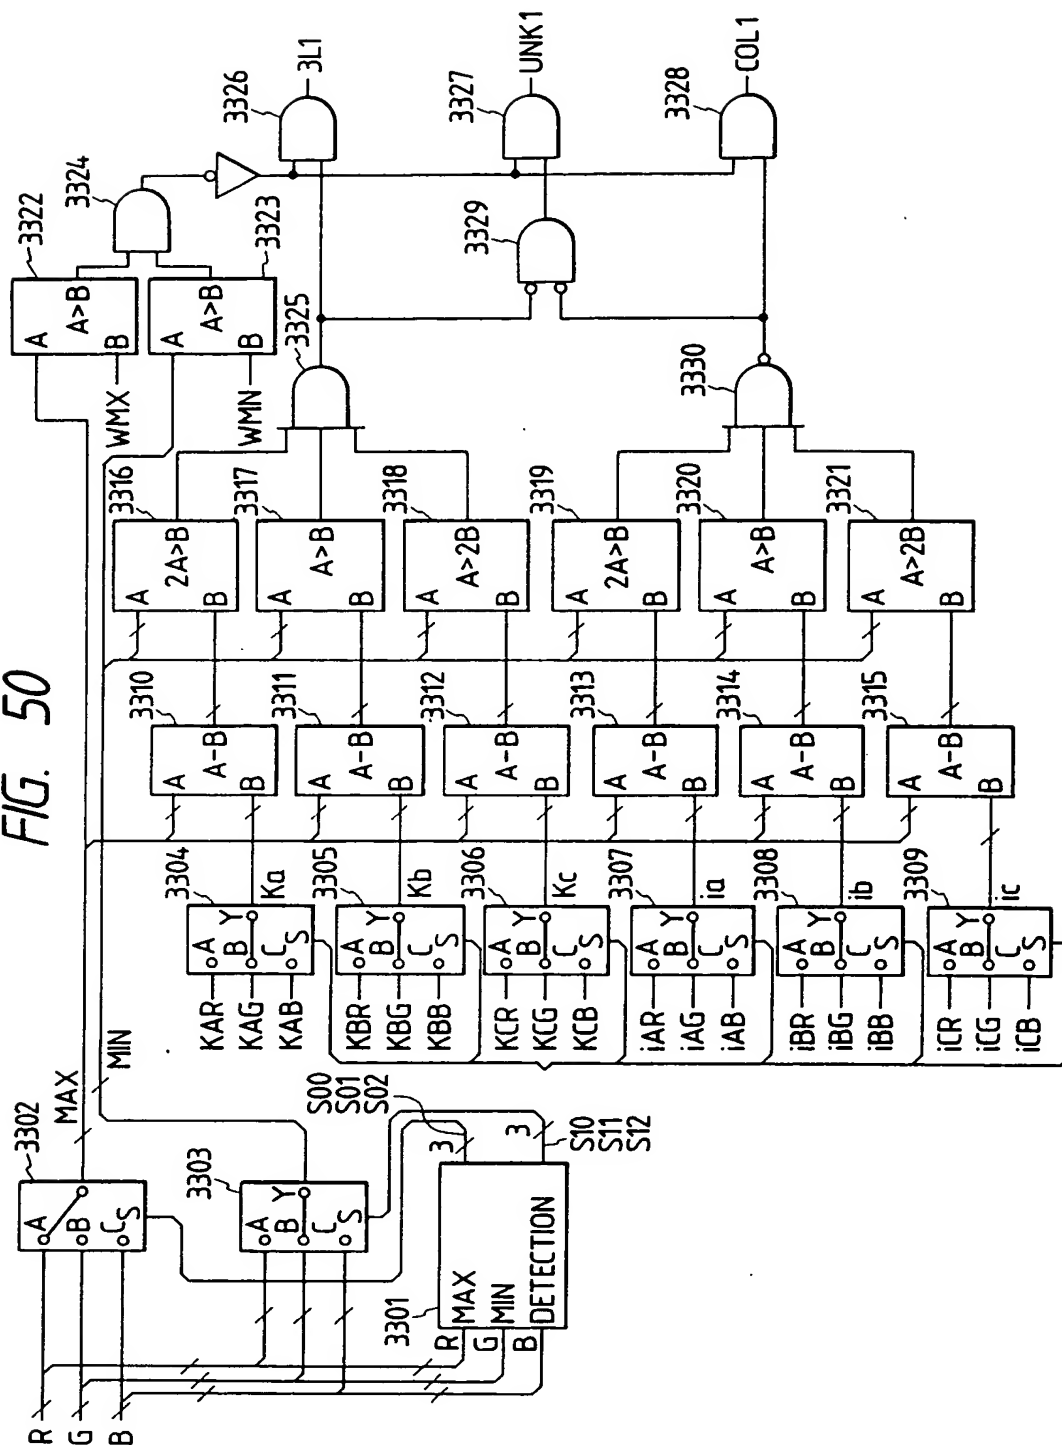 FIG. 50
R
G
B
3302
A
B
C
S
MAX
MIN
3303
A
B
C
Y
S
3301
R
G
B
MAX
MIN
DETECTION
3
S00
S01
S02
3
S10
S11
S12
3304
KAR
KAG
KAB
A
B
C
Y
S
Ka
3305
KBR
KBG
KBB
A
B
C
Y
S
Kb
3306
KCR
KCG
KCB
A
B
C
Y
S
Kc
3307
iAR
iAG
iAB
A
B
C
Y
S
ia
3308
iBR
iBG
iBB
A
B
C
Y
S
ib
3309
iCR
iCG
iCB
A
B
C
Y
S
ic
3310
A
A-B
B
3311
A
A-B
B
3312
A
A-B
B
3313
A
A-B
B
3314
A
A-B
B
3315
A
A-B
B
3316
A
2A>B
B
3317
A
A>B
B
3318
A
A>2B
B
3319
A
2A>B
B
3320
A
A>B
B
3321
A
A>2B
B
WMX
3322
A
A>B
B
WMN
3323
A
A>B
B
3324
3325
3330
3329
3326
3L1
3327
UNK1
3328
COL1